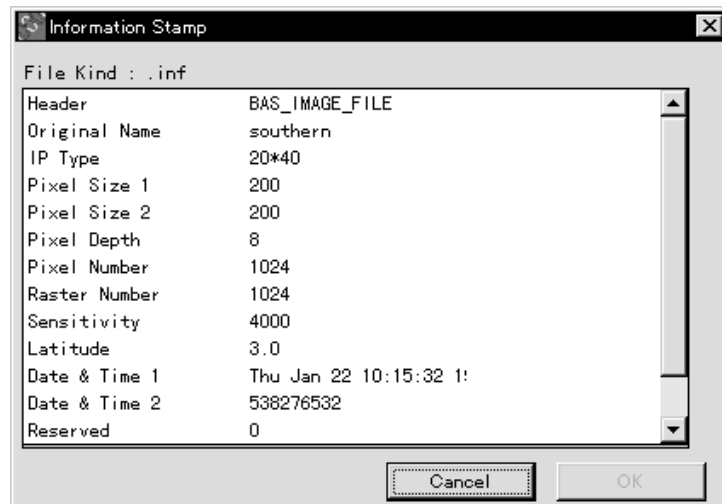 Information Stamp
File Kind : .inf
Header BAS_IMAGE_FILE
Original Name southern
IP Type 20*40
Pixel Size 1 200
Pixel Size 2 200
Pixel Depth 8
Pixel Number 1024
Raster Number 1024
Sensitivity 4000
Latitude 3.0
Date & Time 1 Thu Jan 22 10:15:32 1
Date & Time 2 538276532
Reserved 0
Cancel OK